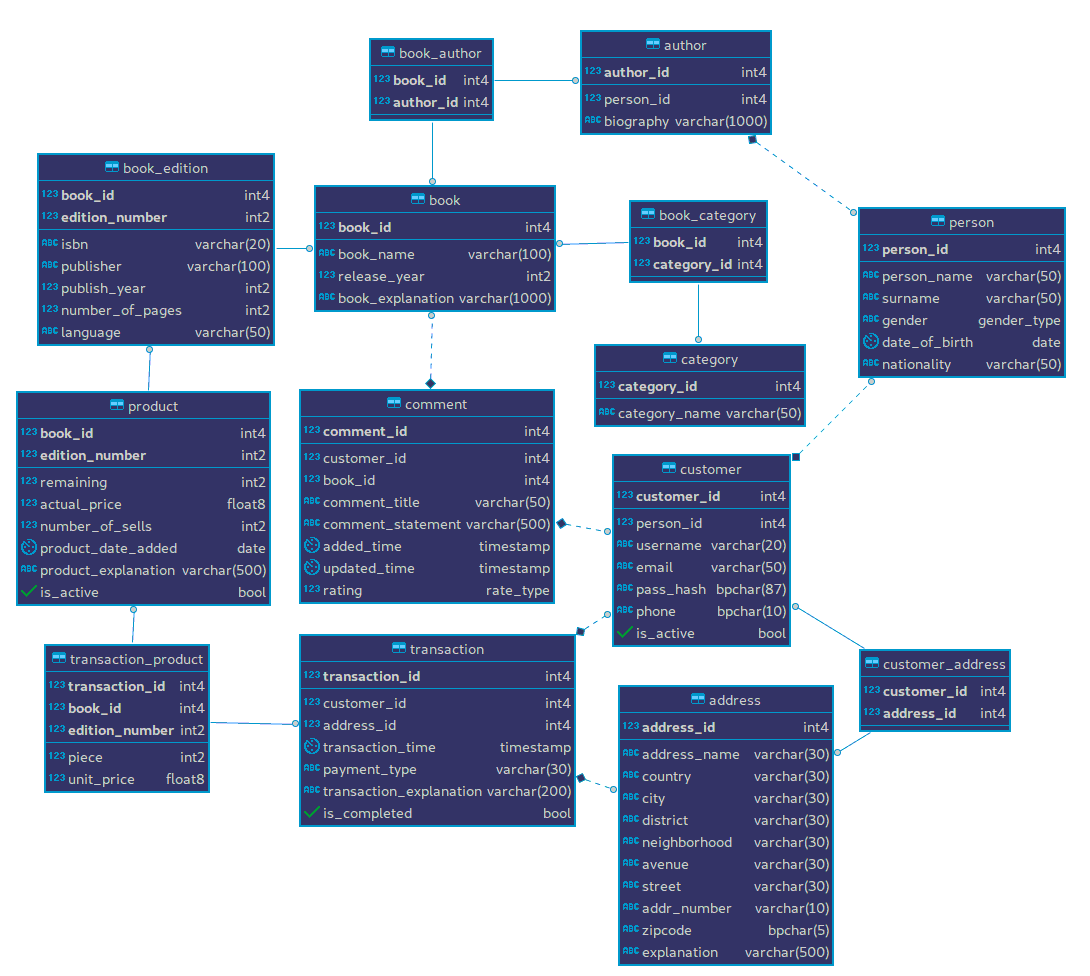 book_author
123 book_id int4
123 author_id int4
author
123 author_id int4
123 person_id int4
ABC biography varchar(1000)
book_edition
123 book_id int4
123 edition_number int2
ABC isbn varchar(20)
ABC publisher varchar(100)
123 publish_year int2
123 number_of_pages int2
ABC language varchar(50)
book
123 book_id int4
ABC book_name varchar(100)
123 release_year int2
ABC book_explanation varchar(1000)
book_category
123 book_id int4
123 category_id int4
person
123 person_id int4
ABC person_name varchar(50)
ABC surname varchar(50)
ABC gender gender_type
date_of_birth date
ABC nationality varchar(50)
category
123 category_id int4
ABC category_name varchar(50)
product
123 book_id int4
123 edition_number int2
123 remaining int2
123 actual_price float8
123 number_of_sells int2
product_date_added date
ABC product_explanation varchar(500)
is_active bool
comment
123 comment_id int4
123 customer_id int4
123 book_id int4
ABC comment_title varchar(50)
ABC comment_statement varchar(500)
added_time timestamp
updated_time timestamp
123 rating rate_type
customer
123 customer_id int4
123 person_id int4
ABC username varchar(20)
ABC email varchar(50)
ABC pass_hash bpchar(87)
ABC phone bpchar(10)
is_active bool
transaction_product
123 transaction_id int4
123 book_id int4
123 edition_number int2
123 piece int2
123 unit_price float8
transaction
123 transaction_id int4
123 customer_id int4
123 address_id int4
transaction_time timestamp
ABC payment_type varchar(30)
ABC transaction_explanation varchar(200)
is_completed bool
customer_address
123 customer_id int4
123 address_id int4
address
123 address_id int4
ABC address_name varchar(30)
ABC country varchar(30)
ABC city varchar(30)
ABC district varchar(30)
ABC neighborhood varchar(30)
ABC avenue varchar(30)
ABC street varchar(30)
ABC addr_number varchar(10)
ABC zipcode bpchar(5)
ABC explanation varchar(500)